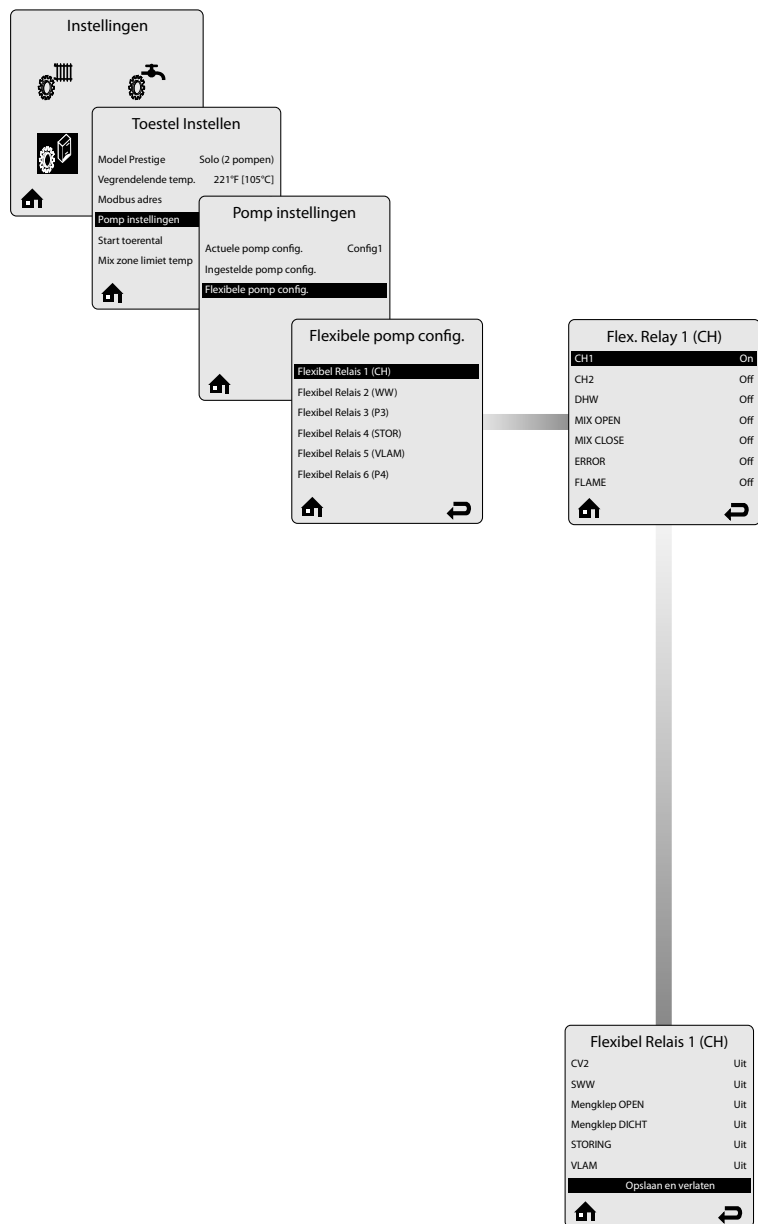 Instellingen
Toestel Instellen
Model Prestige Solo (2 pompen)
Vegrendelende temp. 221°F [105°C]
Modbus adres
Pomp instellingen
Start toerental
Mix zone limiet temp
Pomp instellingen
Actuele pomp config. Config1
Ingestelde pomp config.
Flexibele pomp config.
Flexibele pomp config.
Flexibel Relais 1 (CH)
Flexibel Relais 2 (WW)
Flexibel Relais 3 (P3)
Flexibel Relais 4 (STOR)
Flexibel Relais 5 (VLAM)
Flexibel Relais 6 (P4)
Flex. Relay 1 (CH)
CH1 On
CH2 Off
DHW Off
MIX OPEN Off
MIX CLOSE Off
ERROR Off
FLAME Off
Flexibel Relais 1 (CH)
CV2 Uit
SWW Uit
Mengklep OPEN Uit
Mengklep DICHT Uit
STORING Uit
VLAM Uit
Opslaan en verlaten